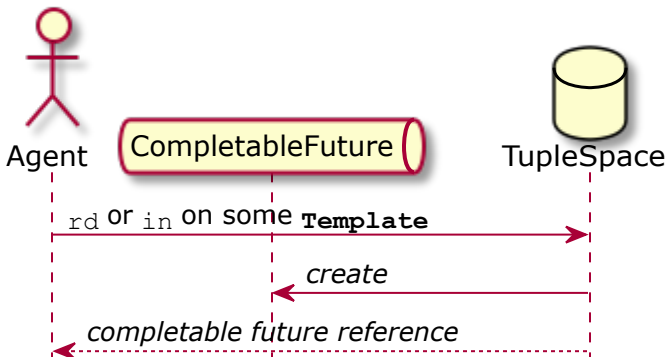 Agent
CompletableFuture
TupleSpace
rd or in on some Template
create
completable future reference